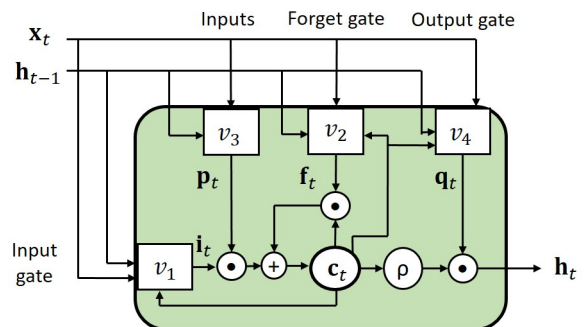 Inputs Forget gate Output gate
x_t
h_{t−1}
v_3 v_2 v_4
p_t f_t q_t
Input gate
i_t
v_1 + c_t ρ h_t